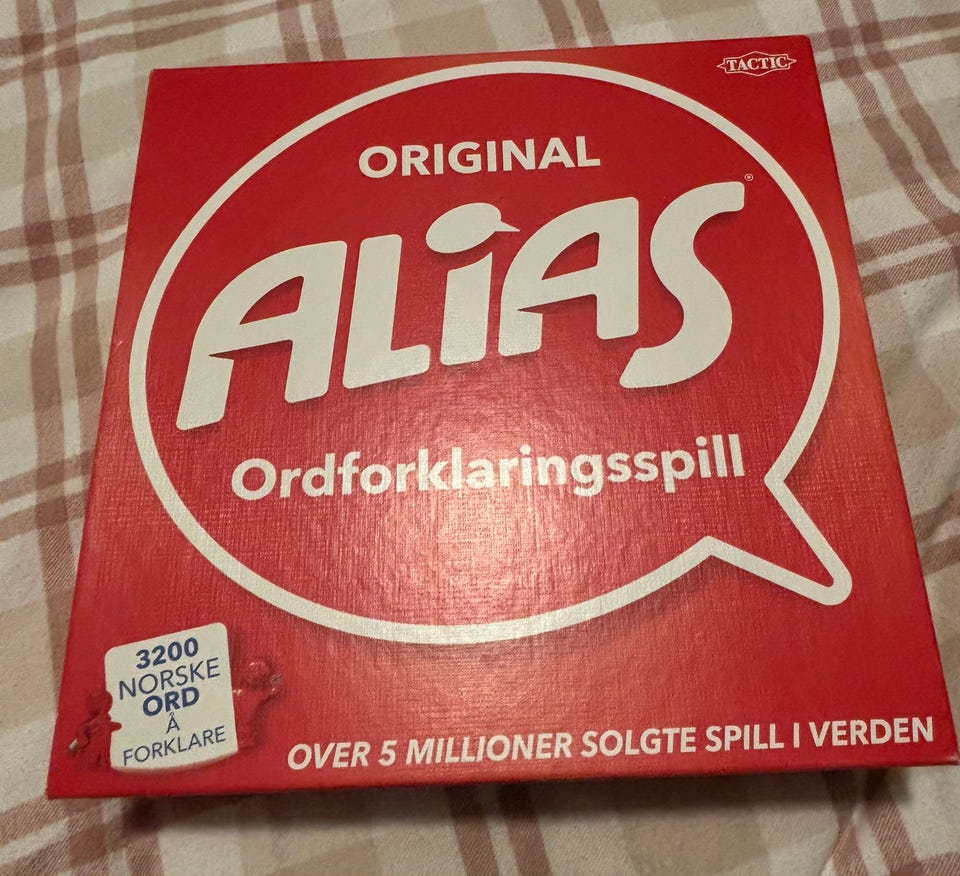 TACTIC
ORIGINAL
ALiAS®
Ordforklaringsspill
3200
NORSKE
ORD
Å
FORKLARE
OVER 5 MILLIONER SOLGTE SPILL I VERDEN